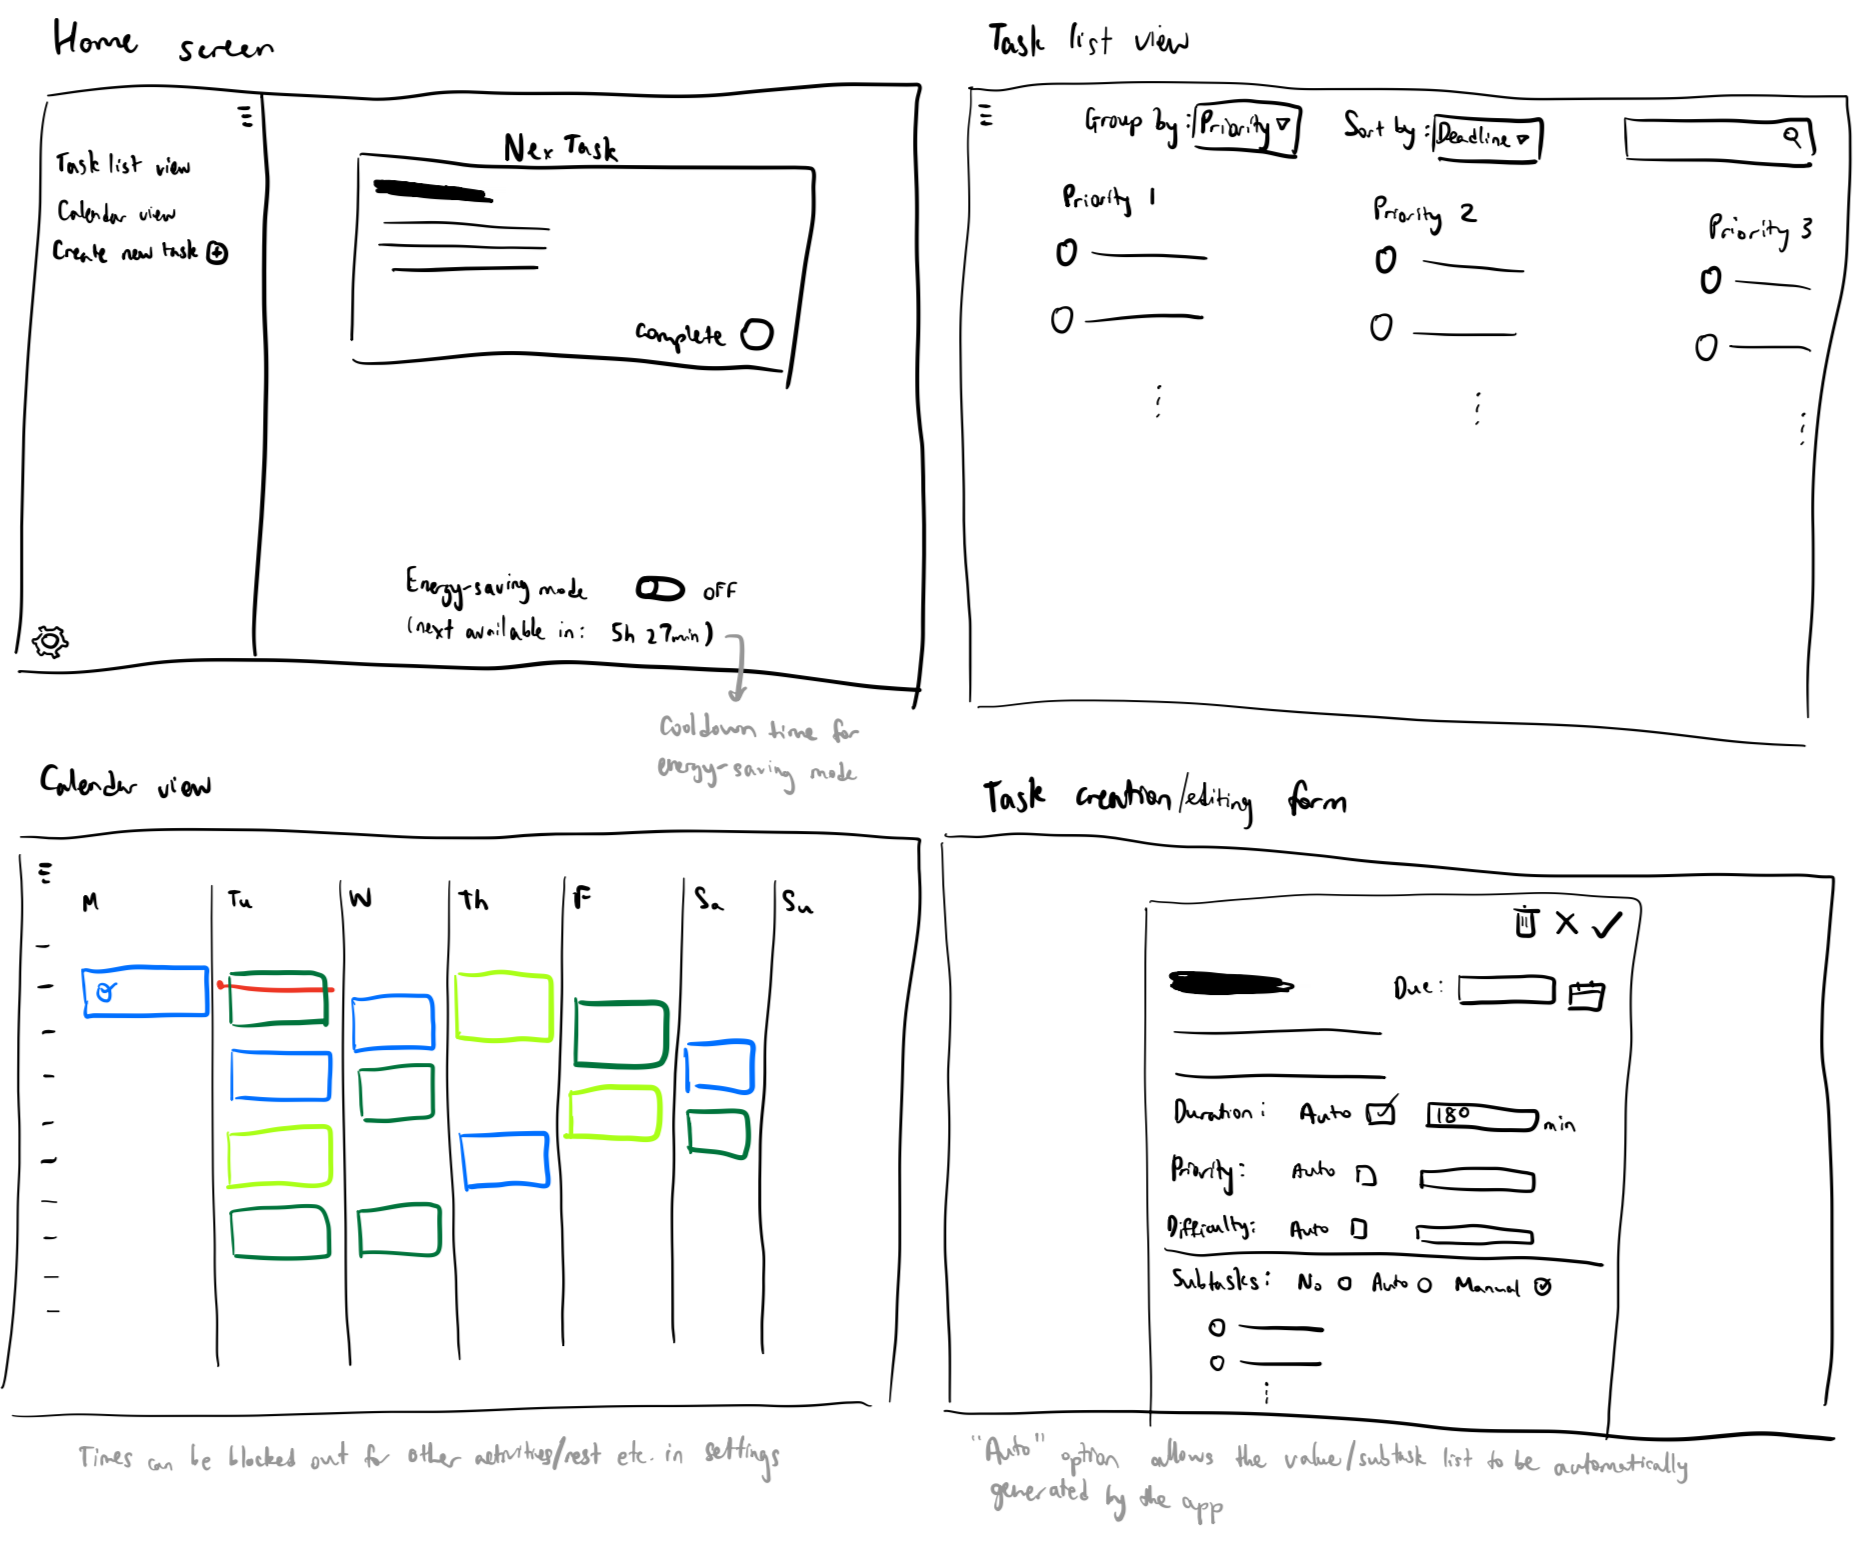 Home screen
Task list view
Calendar view
Create new task
Nex Task
Complete
Energy-saving mode OFF
(next available in: 5h 27min)
Cooldown time for
energy-saving mode
Task list view
Group by: Priority
Sort by: Deadline
Priority 1
Priority 2
Priority 3
Calendar view
M Tu W Th F Sa Su
Times can be blocked out for other activities/rest etc. in settings
Task creation/editing form
Due:
Duration: Auto 180 min
Priority: Auto
Difficulty: Auto
Subtasks: No Auto Manual
"Auto" option allows the value/subtask list to be automatically
generated by the app